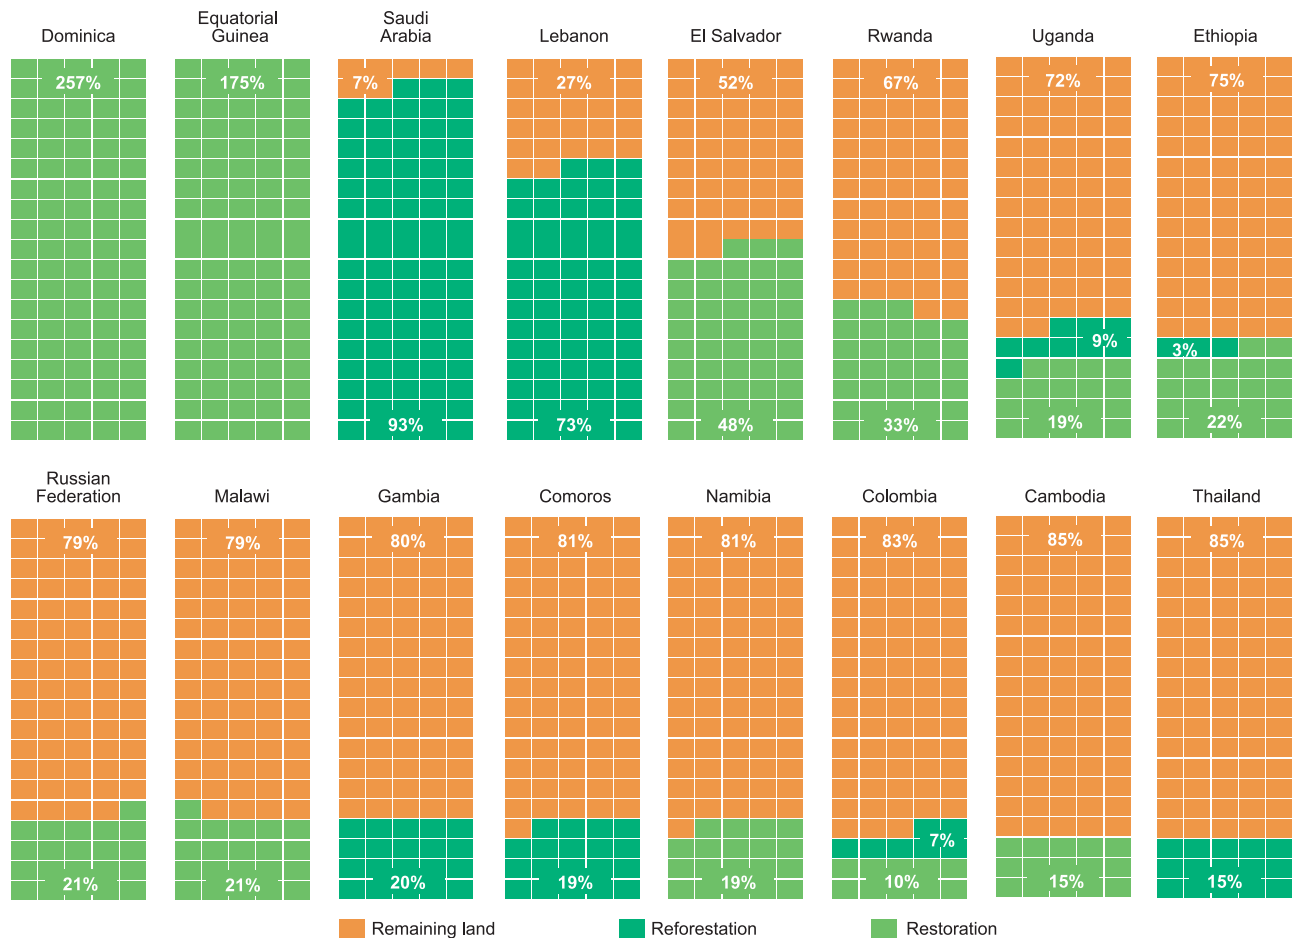 Dominica
Equatorial
Guinea
Saudi
Arabia
Lebanon
El Salvador
Rwanda
Uganda
Ethiopia
257%
175%
7%
27%
52%
67%
72%
75%
9%
3%
93%
73%
48%
33%
19%
22%
Russian
Federation
Malawi
Gambia
Comoros
Namibia
Colombia
Cambodia
Thailand
79%
79%
80%
81%
81%
83%
85%
85%
7%
21%
21%
20%
19%
19%
10%
15%
15%
Remaining land
Reforestation
Restoration